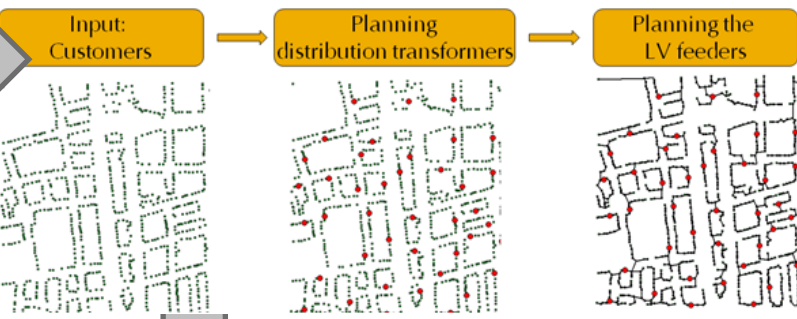 Input:
Customers
Planning
distribution transformers
Planning the
LV feeders